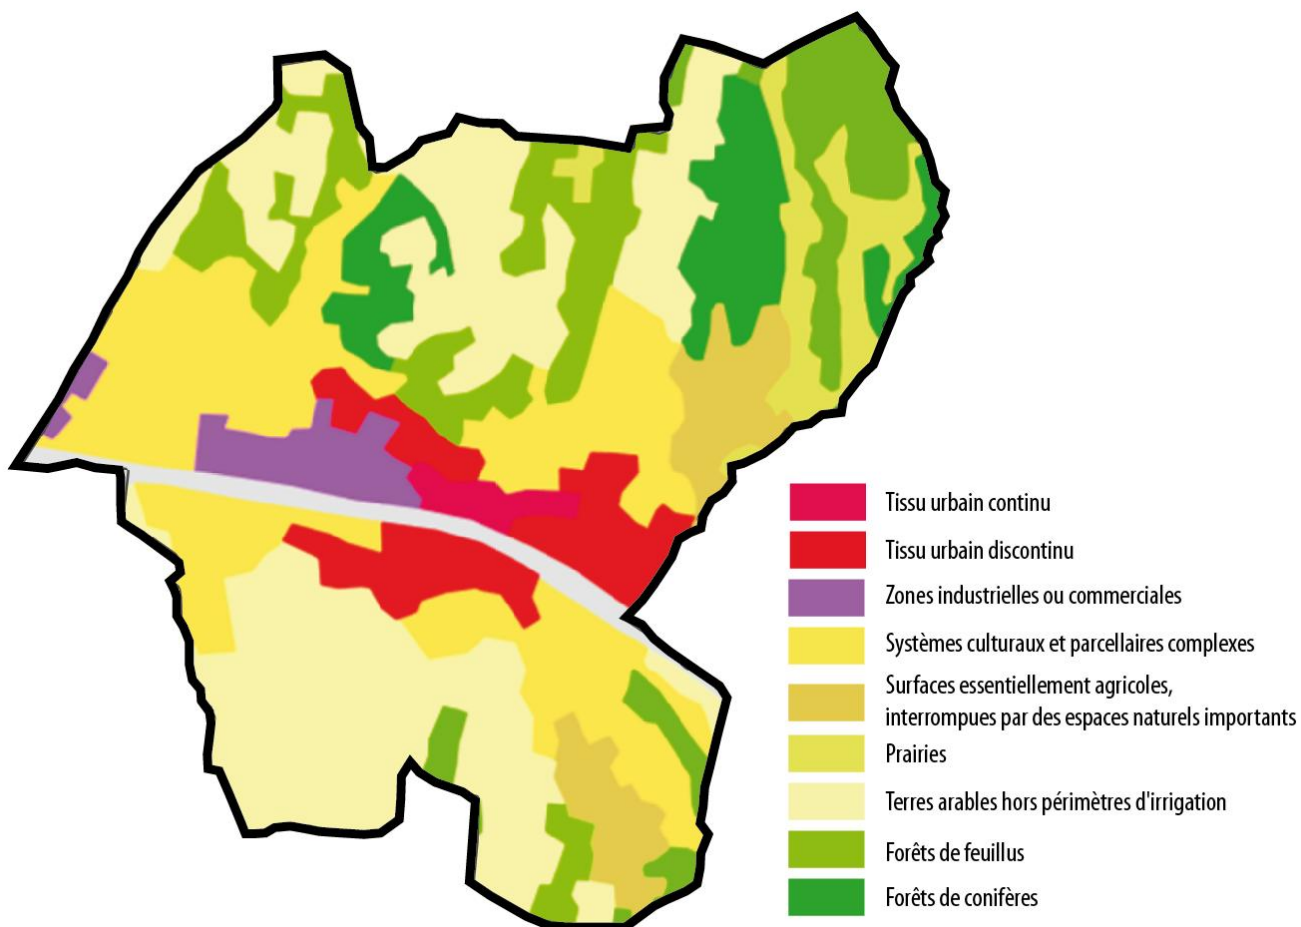 Tissu urbain continu
Tissu urbain discontinu
Zones industrielles ou commerciales
Systèmes culturaux et parcellaires complexes
Surfaces essentiellement agricoles,
interrompues par des espaces naturels importants
Prairies
Terres arables hors périmètres d'irrigation
Forêts de feuillus
Forêts de conifères